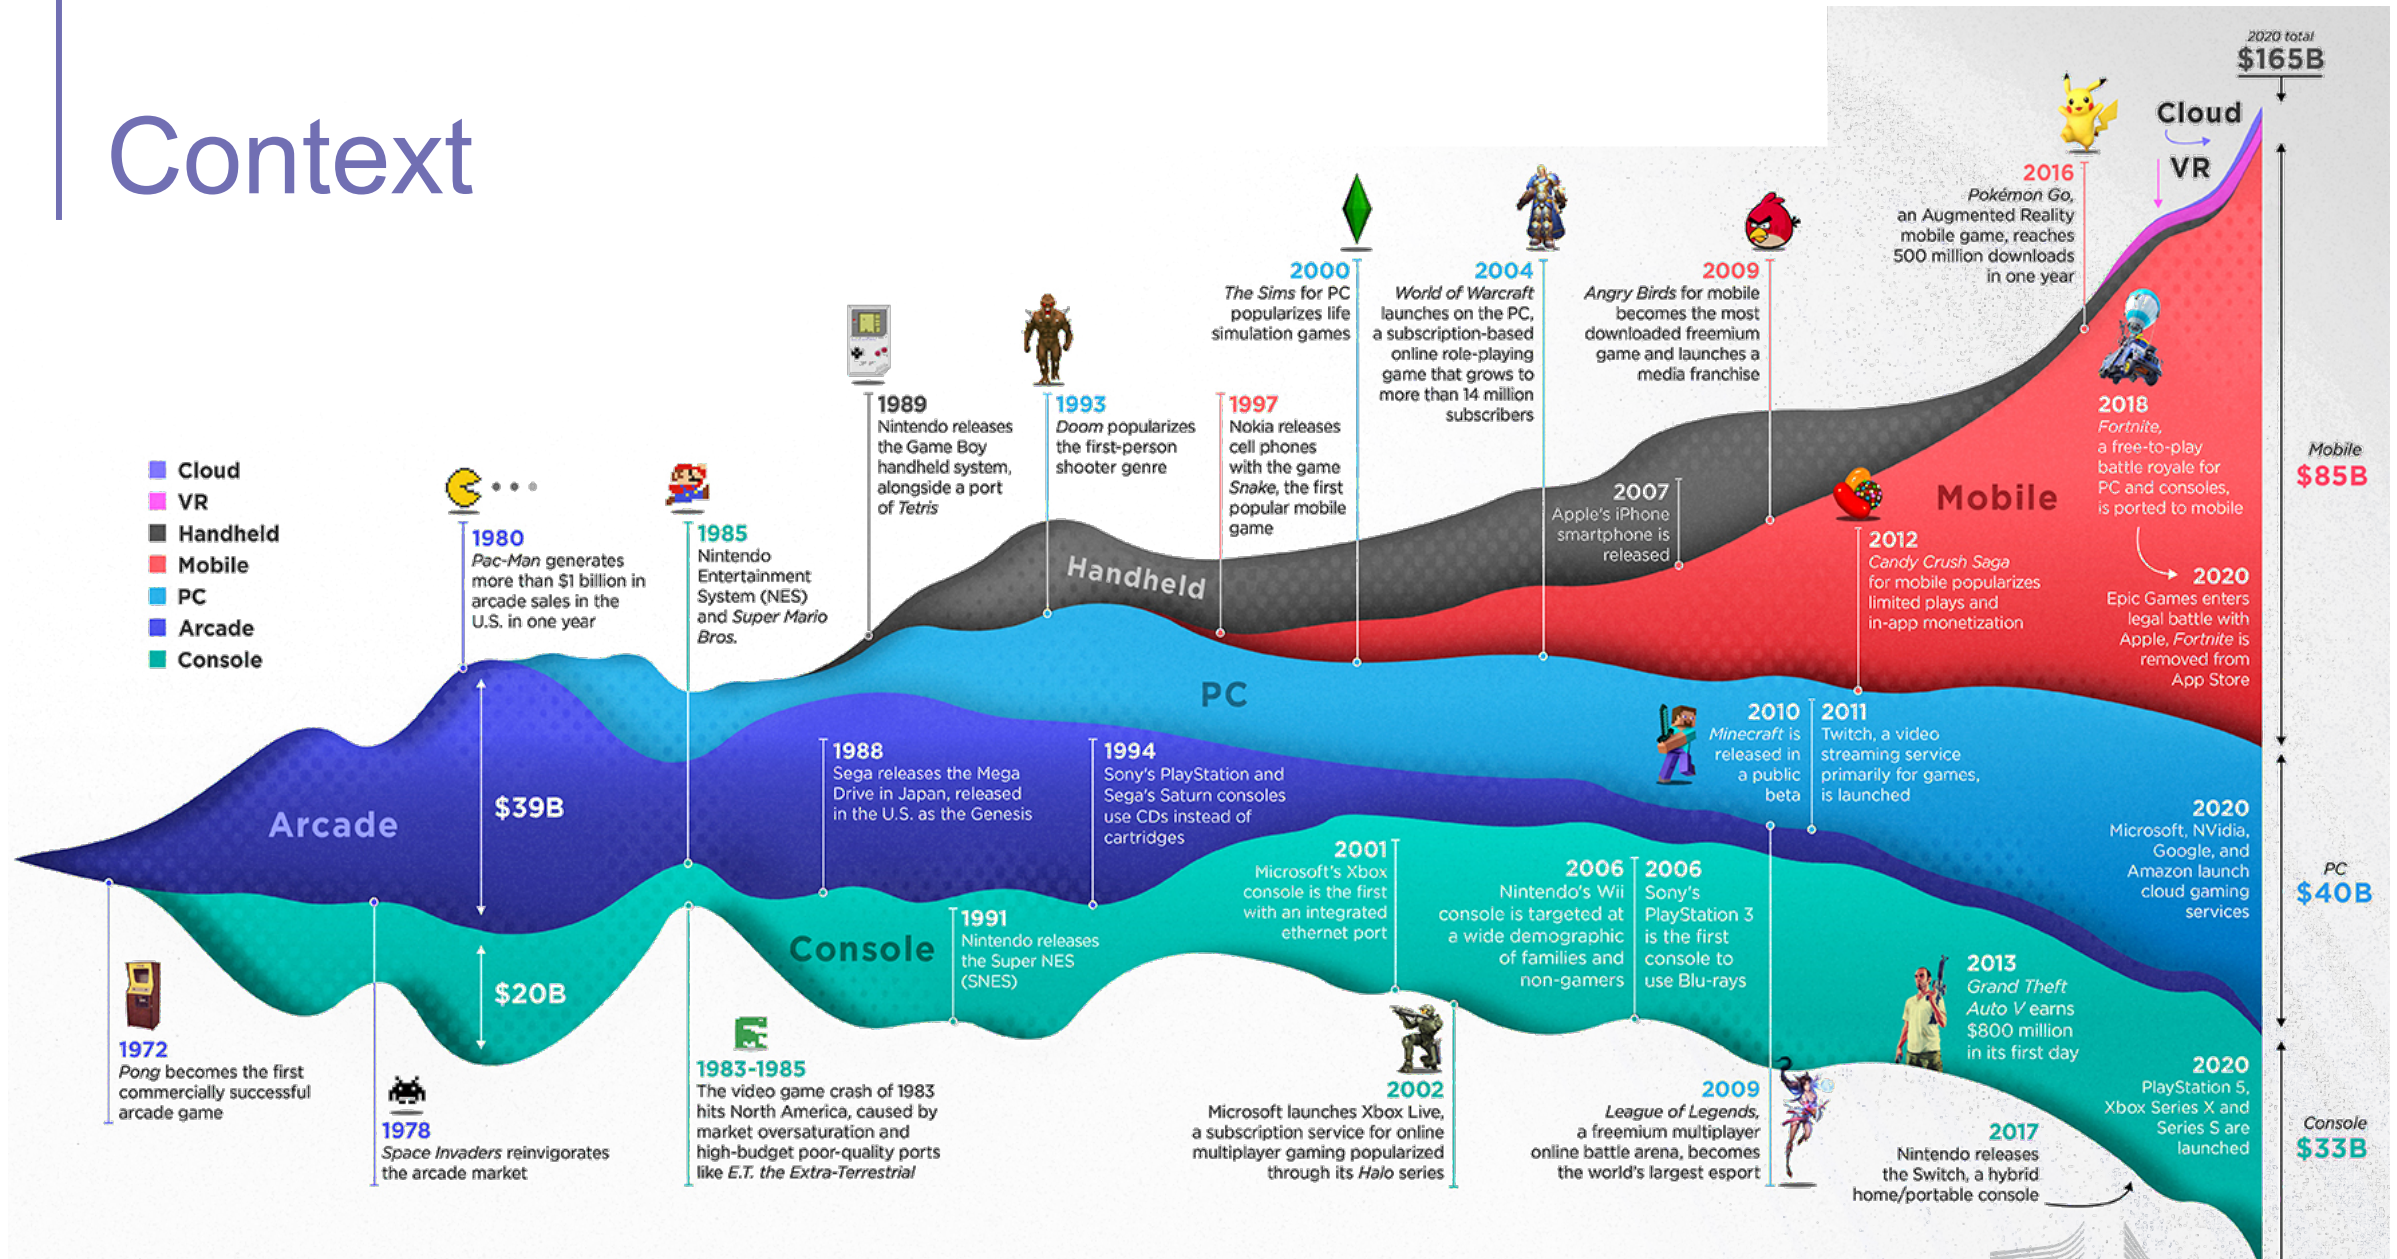 Context
2020 total
$165B
Cloud
VR
2016
Pokémon Go,
an Augmented Reality
mobile game, reaches
500 million downloads
in one year
2000
The Sims for PC
popularizes life
simulation games
2004
World of Warcraft
launches on the PC,
a subscription-based
online role-playing
game that grows to
more than 14 million
subscribers
2009
Angry Birds for mobile
becomes the most
downloaded freemium
game and launches a
media franchise
1989
Nintendo releases
the Game Boy
handheld system,
alongside a port
of Tetris
1993
Doom popularizes
the first-person
shooter genre
1997
Nokia releases
cell phones
with the game
Snake, the first
popular mobile
game
2018
Fortnite,
a free-to-play
battle royale for
PC and consoles,
is ported to mobile
Mobile
$85B
Cloud
VR
Handheld
Mobile
PC
Arcade
Console
1980
Pac-Man generates
more than $1 billion in
arcade sales in the
U.S. in one year
1985
Nintendo
Entertainment
System (NES)
and Super Mario
Bros.
Handheld
2007
Apple's iPhone
smartphone is
released
Mobile
2012
Candy Crush Saga
for mobile popularizes
limited plays and
in-app monetization
2020
Epic Games enters
legal battle with
Apple, Fortnite is
removed from
App Store
PC
2010
Minecraft is
released in
a public
beta
2011
Twitch, a video
streaming service
primarily for games,
is launched
Arcade
$39B
1988
Sega releases the Mega
Drive in Japan, released
in the U.S. as the Genesis
1994
Sony's PlayStation and
Sega's Saturn consoles
use CDs instead of
cartridges
2020
Microsoft, NVidia,
Google, and
Amazon launch
cloud gaming
services
PC
$40B
2001
Microsoft's Xbox
console is the first
with an integrated
ethernet port
2006
Nintendo's Wii
console is targeted at
a wide demographic
of families and
non-gamers
2006
Sony's
PlayStation 3
is the first
console to
use Blu-rays
Console
$20B
1991
Nintendo releases
the Super NES
(SNES)
2013
Grand Theft
Auto V earns
$800 million
in its first day
1972
Pong becomes the first
commercially successful
arcade game
1978
Space Invaders reinvigorates
the arcade market
1983-1985
The video game crash of 1983
hits North America, caused by
market oversaturation and
high-budget poor-quality ports
like E.T. the Extra-Terrestrial
2002
Microsoft launches Xbox Live,
a subscription service for online
multiplayer gaming popularized
through its Halo series
2009
League of Legends,
a freemium multiplayer
online battle arena, becomes
the world's largest esport
2017
Nintendo releases
the Switch, a hybrid
home/portable console
2020
PlayStation 5,
Xbox Series X and
Series S are
launched
Console
$33B